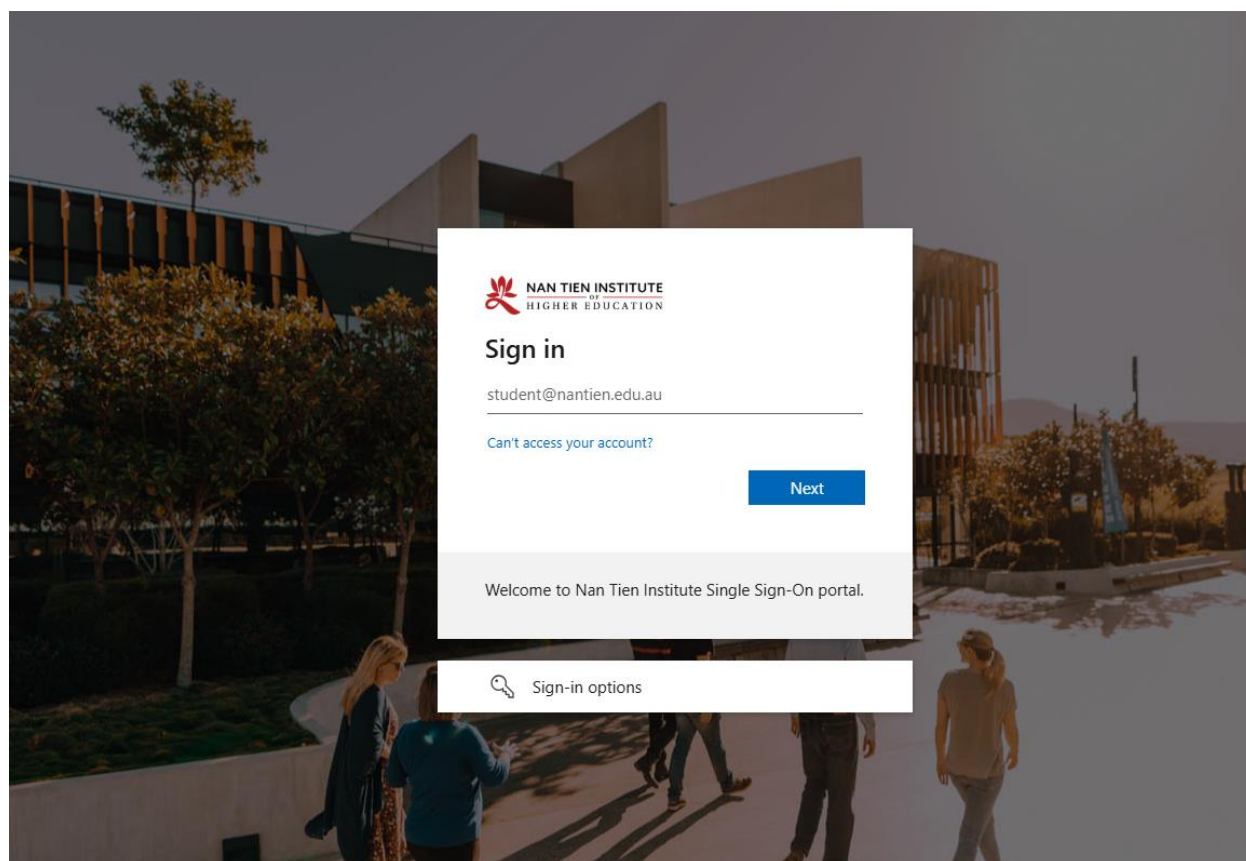 NAN TIEN INSTITUTE
OF
HIGHER EDUCATION
Sign in
student@nantien.edu.au
Can't access your account?
Next
Welcome to Nan Tien Institute Single Sign-On portal.
Sign-in options